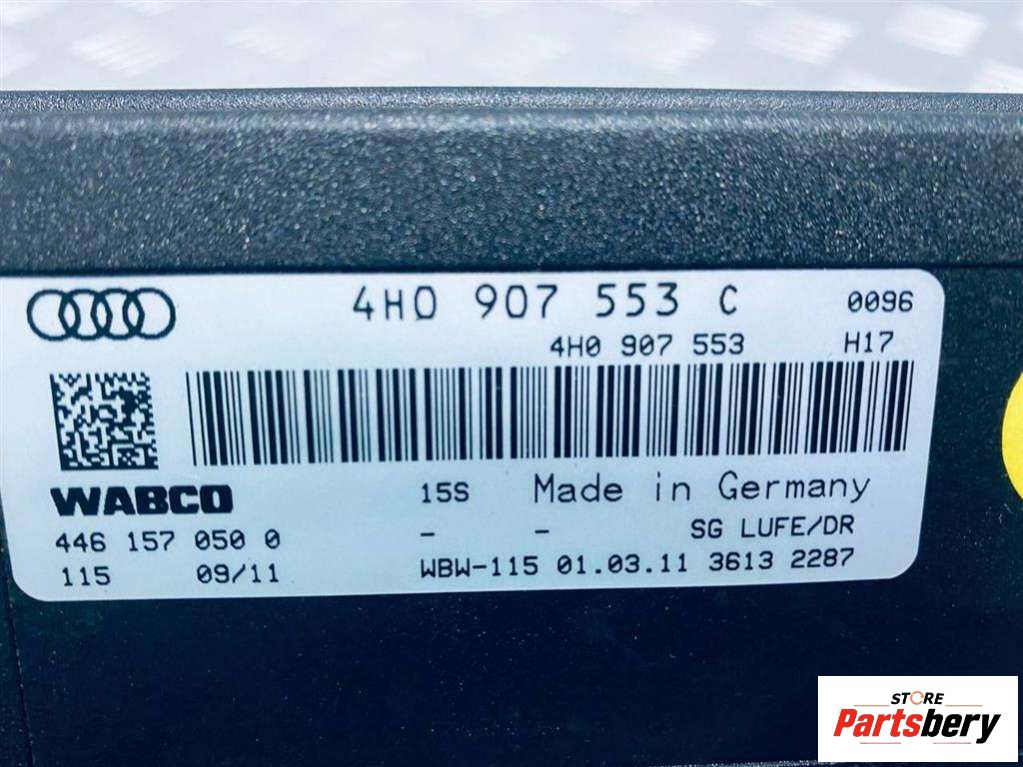 4H0 907 553 C 0096
4H0 907 553 H17
WABCO 15S Made in Germany
446 157 050 0 - - SG LUFE/DR
115 09/11 WBW-115 01.03.11 3613 2287
STORE
Partsbery